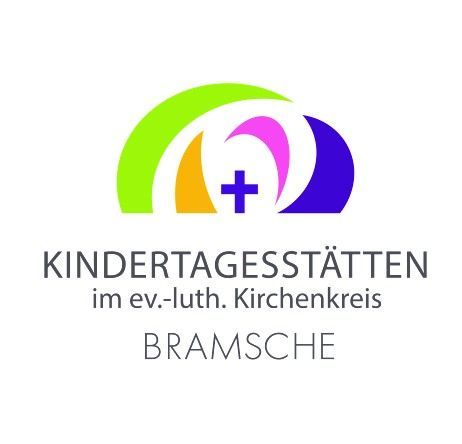 KINDERTAGESSTÄTTEN
im ev.-luth. Kirchenkreis
BRAMSCHE